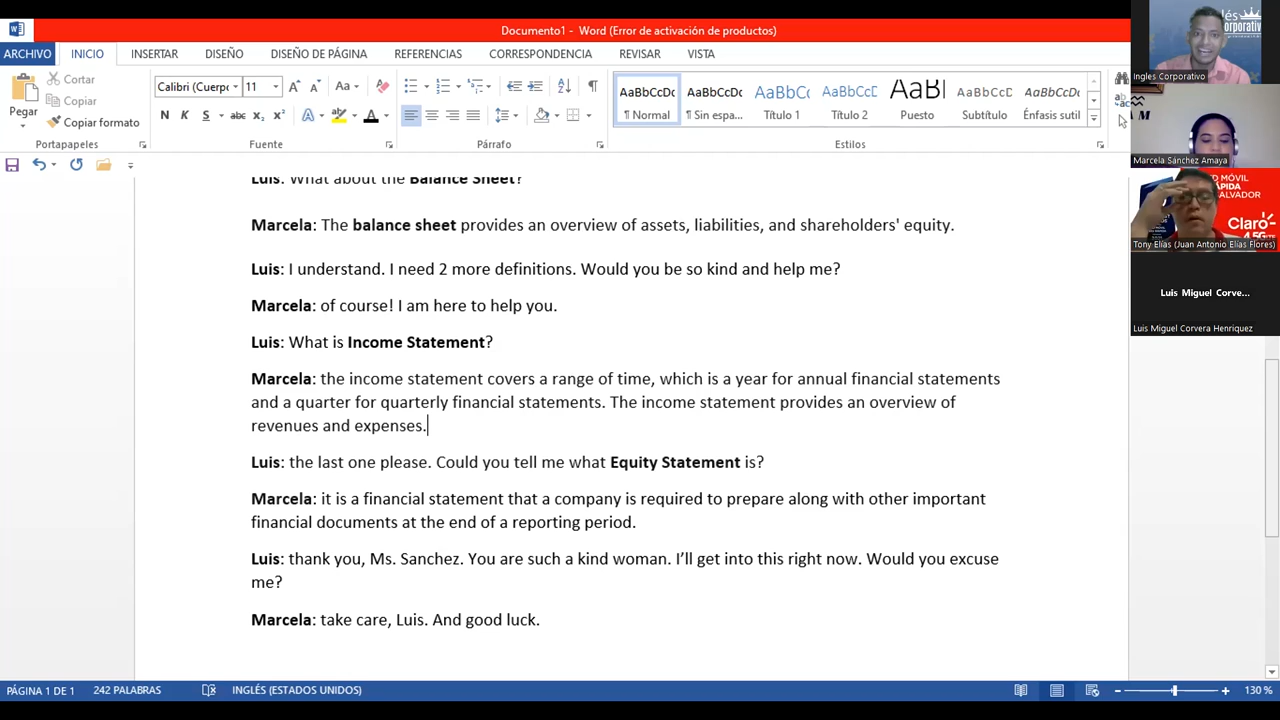 Documento1 - Word (Error de activación de productos)
ARCHIVO INICIO INSERTAR DISEÑO DISEÑO DE PÁGINA REFERENCIAS CORRESPONDENCIA REVISAR VISTA
Pegar
Cortar
Copiar
Copiar formato
Portapapeles
Calibri (Cuerpo 11
N K S abc x₂ x²
Fuente
Párrafo
AaBbCcDc AaBbCcDc AaBbCc AaBbCcD AaBl AaBbCcD AaBbCcDc
¶ Normal ¶ Sin espa... Título 1 Título 2 Puesto Subtítulo Énfasis sutil
Estilos
Ingles Corporativo
Marcela Sánchez Amaya
Tony Elías (Juan Antonio Elías Flores)
Luis Miguel Corve...
Luis Miguel Corvera Henriquez
MÓVIL
Claro
4.5G
Luis: What about the Balance Sheet?
Marcela: The balance sheet provides an overview of assets, liabilities, and shareholders' equity.
Luis: I understand. I need 2 more definitions. Would you be so kind and help me?
Marcela: of course! I am here to help you.
Luis: What is Income Statement?
Marcela: the income statement covers a range of time, which is a year for annual financial statements
and a quarter for quarterly financial statements. The income statement provides an overview of
revenues and expenses.
Luis: the last one please. Could you tell me what Equity Statement is?
Marcela: it is a financial statement that a company is required to prepare along with other important
financial documents at the end of a reporting period.
Luis: thank you, Ms. Sanchez. You are such a kind woman. I’ll get into this right now. Would you excuse
me?
Marcela: take care, Luis. And good luck.
PÁGINA 1 DE 1 242 PALABRAS INGLÉS (ESTADOS UNIDOS) 130 %